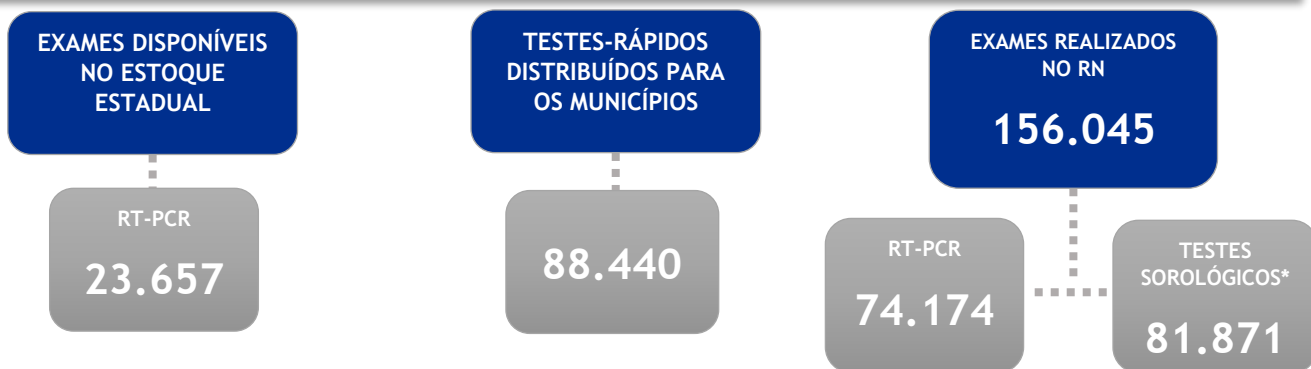 EXAMES DISPONÍVEIS
NO ESTOQUE
ESTADUAL
RT-PCR
23.657
TESTES-RÁPIDOS
DISTRIBUÍDOS PARA
OS MUNICÍPIOS
88.440
EXAMES REALIZADOS
NO RN
156.045
RT-PCR
74.174
TESTES
SOROLÓGICOS*
81.871